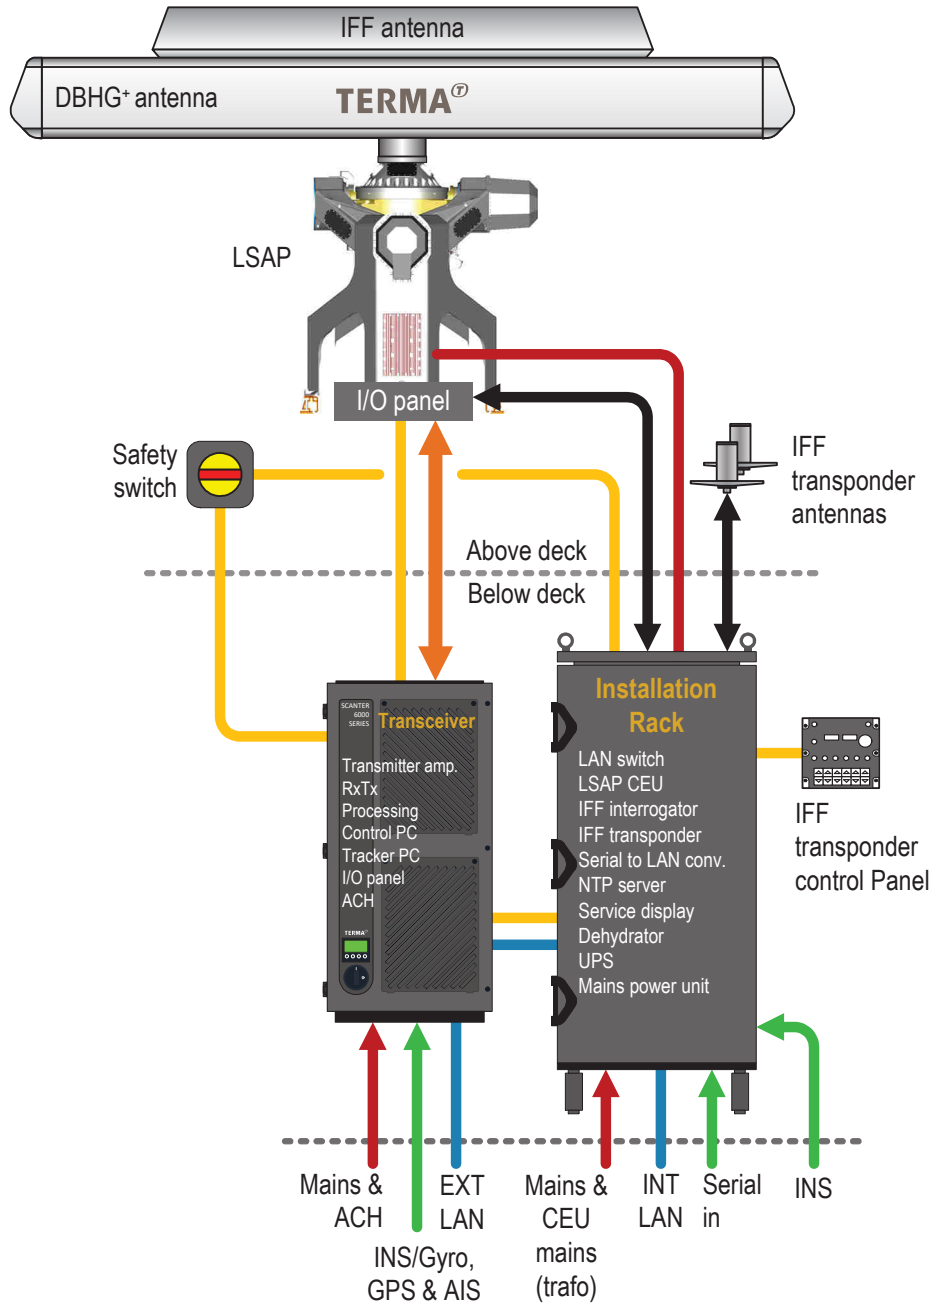 IFF antenna
DBHG+ antenna
TERMA
LSAP
I/O panel
Safety
switch
IFF
transponder
antennas
Above deck
Below deck
SCANTER
6000
SERIES
Transceiver
Transmitter amp.
RxTx
Processing
Control PC
Tracker PC
I/O panel
ACH
TERMA
Installation
Rack
LAN switch
LSAP CEU
IFF interrogator
IFF transponder
Serial to LAN conv.
NTP server
Service display
Dehydrator
UPS
Mains power unit
IFF
transponder
control Panel
Mains &
ACH
INS/Gyro,
GPS & AIS
EXT
LAN
Mains &
CEU
mains
(trafo)
INT
LAN
Serial
in
INS